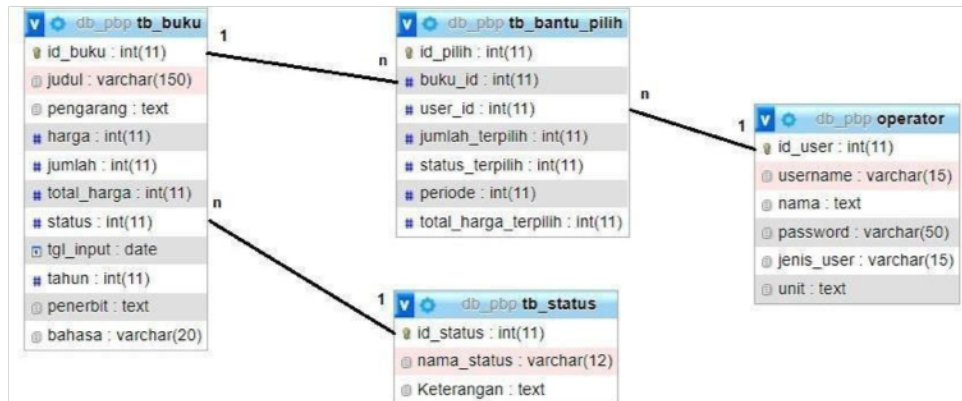 db_pbp tb_buku
id_buku : int(11)
judul : varchar(150)
pengarang : text
harga : int(11)
jumlah : int(11)
total_harga : int(11)
status : int(11)
tgl_input : date
tahun : int(11)
penerbit : text
bahasa : varchar(20)
1
n
db_pbp tb_bantu_pilih
id_pilih : int(11)
buku_id : int(11)
user_id : int(11)
jumlah_terpilih : int(11)
status_terpilih : int(11)
periode : int(11)
total_harga_terpilih : int(11)
n
1
db_pbp operator
id_user : int(11)
username : varchar(15)
nama : text
password : varchar(50)
jenis_user : varchar(15)
unit : text
n
1
db_pbp tb_status
id_status : int(11)
nama_status : varchar(12)
Keterangan : text